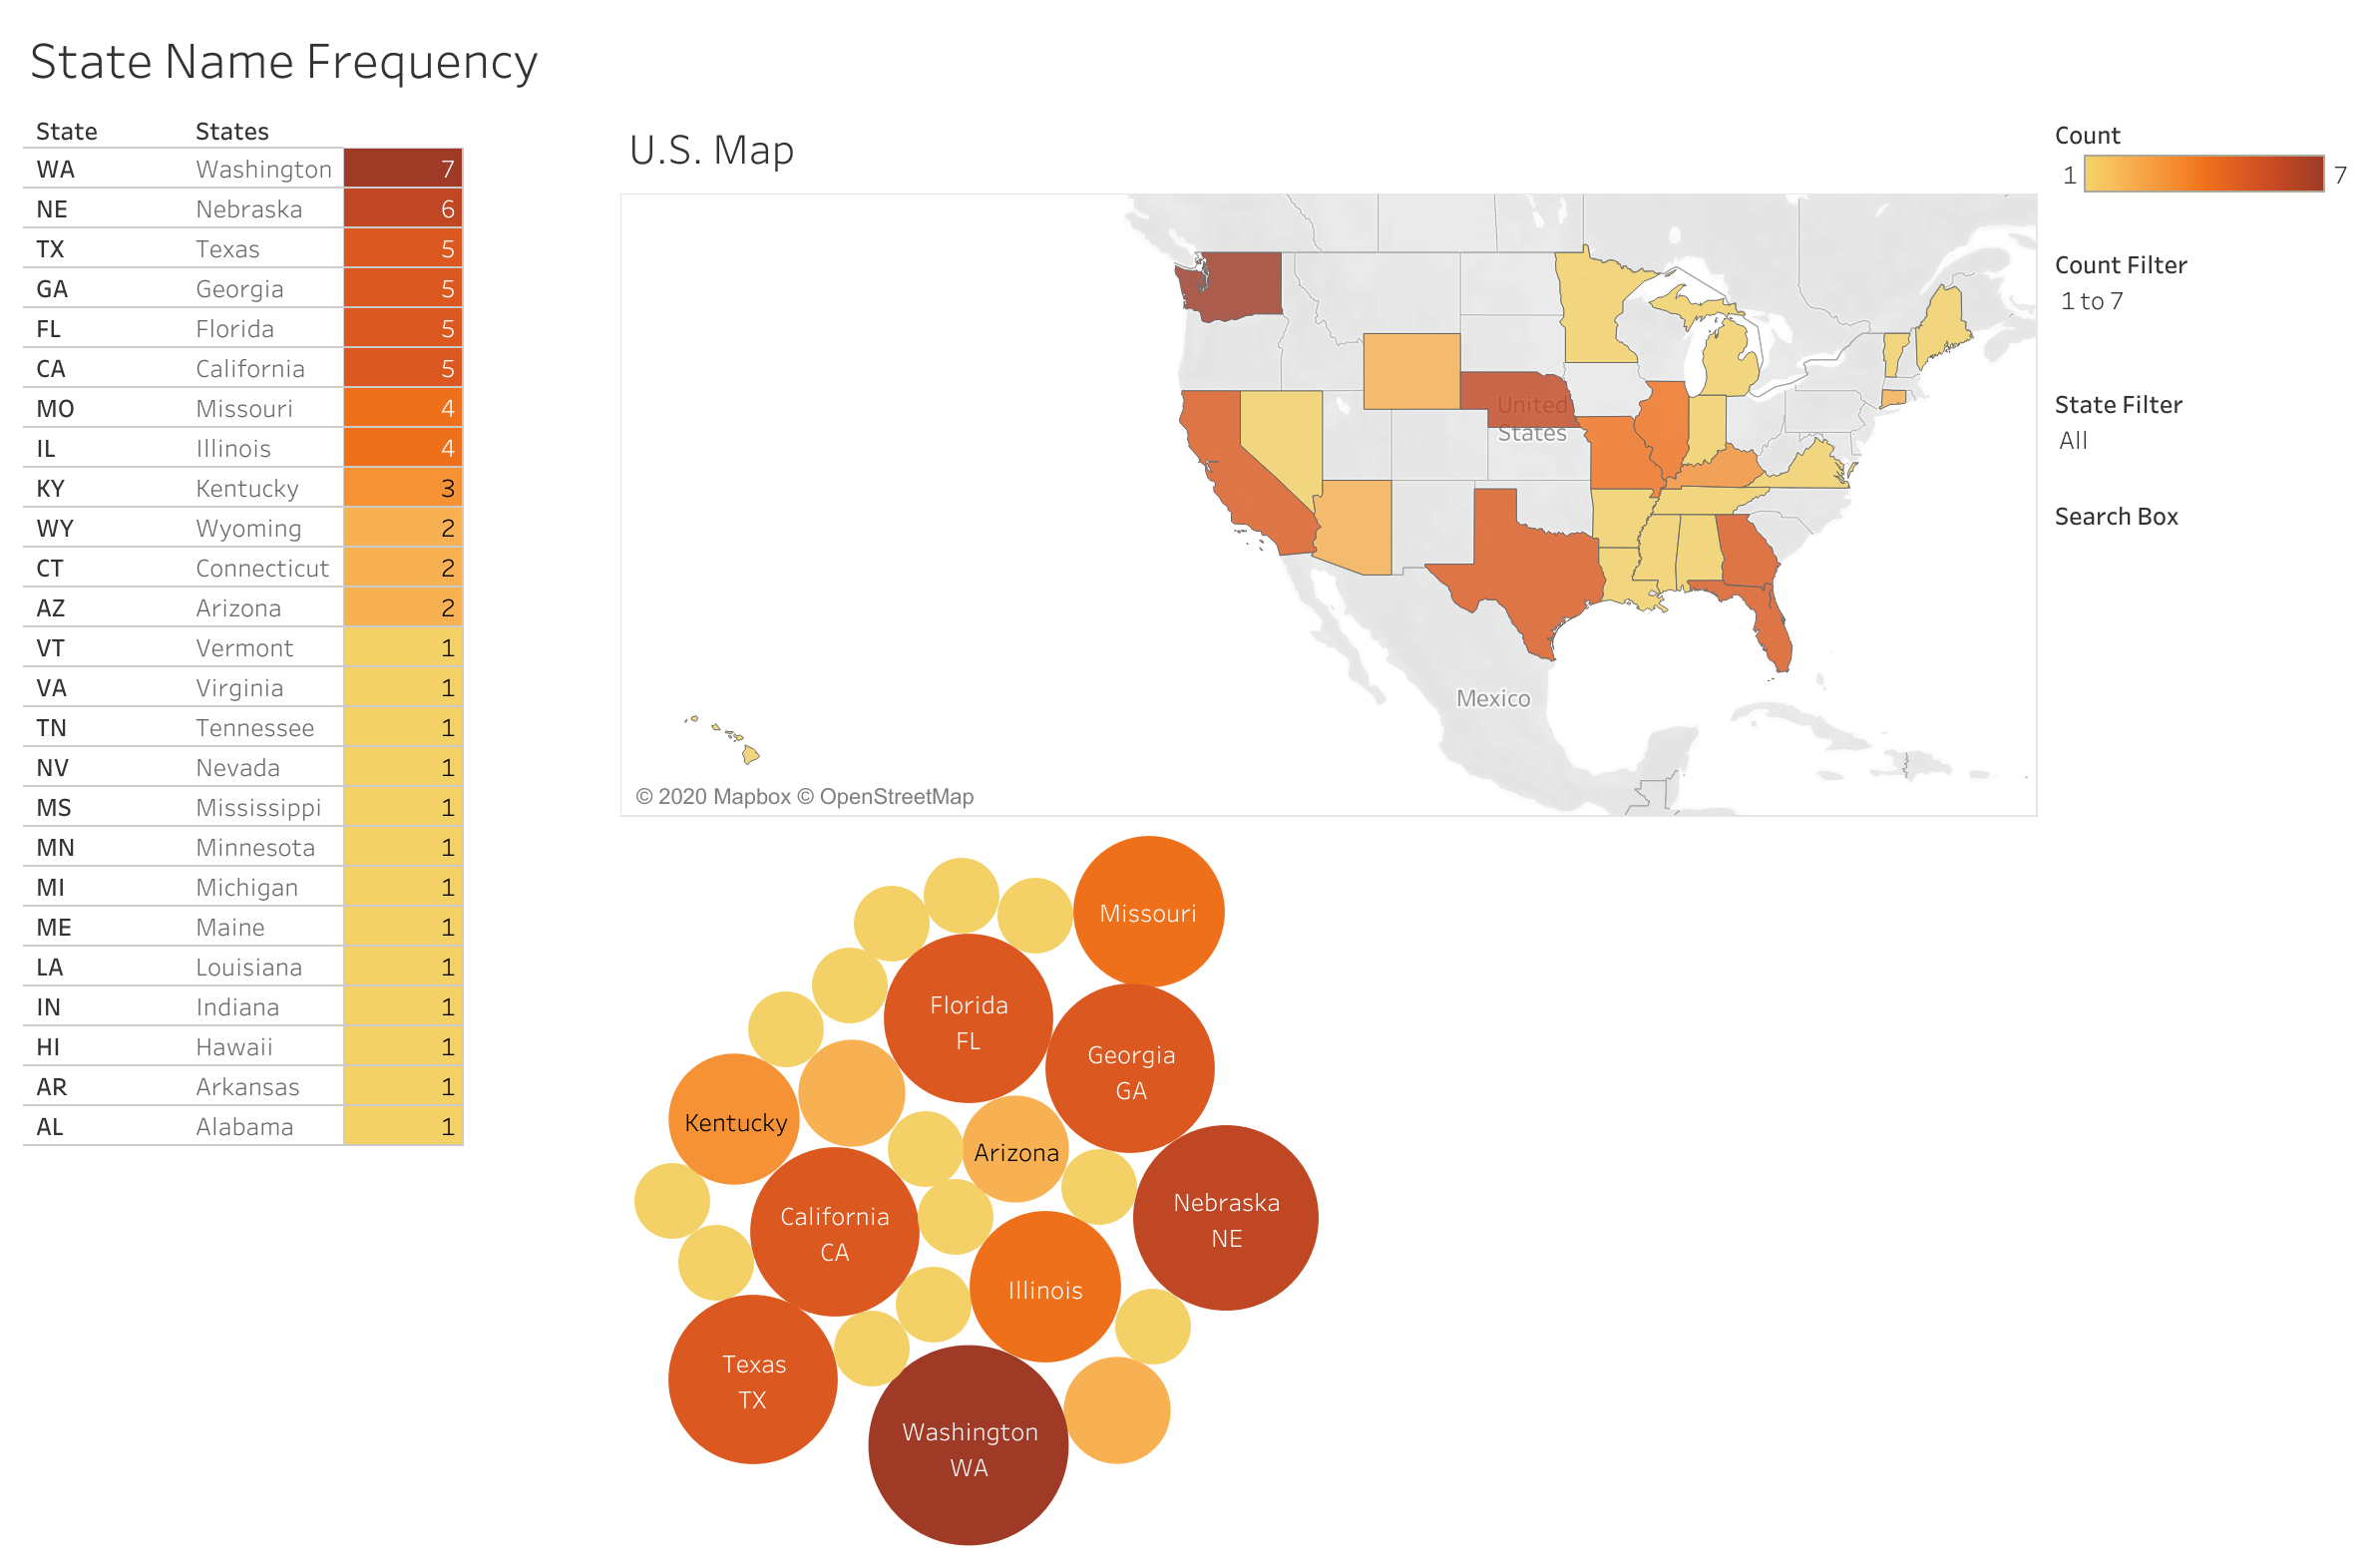 State Name Frequency
State States
WA Washington 7
NE Nebraska 6
TX Texas 5
GA Georgia 5
FL Florida 5
CA California 5
MO Missouri 4
IL Illinois 4
KY Kentucky 3
WY Wyoming 2
CT Connecticut 2
AZ Arizona 2
VT Vermont 1
VA Virginia 1
TN Tennessee 1
NV Nevada 1
MS Mississippi 1
MN Minnesota 1
MI Michigan 1
ME Maine 1
LA Louisiana 1
IN Indiana 1
HI Hawaii 1
AR Arkansas 1
AL Alabama 1
U.S. Map
United
States
Mexico
© 2020 Mapbox © OpenStreetMap
Count
1 7
Count Filter
1 to 7
State Filter
All
Search Box
Missouri
Florida
FL
Georgia
GA
Kentucky
Arizona
Nebraska
NE
California
CA
Illinois
Texas
TX
Washington
WA